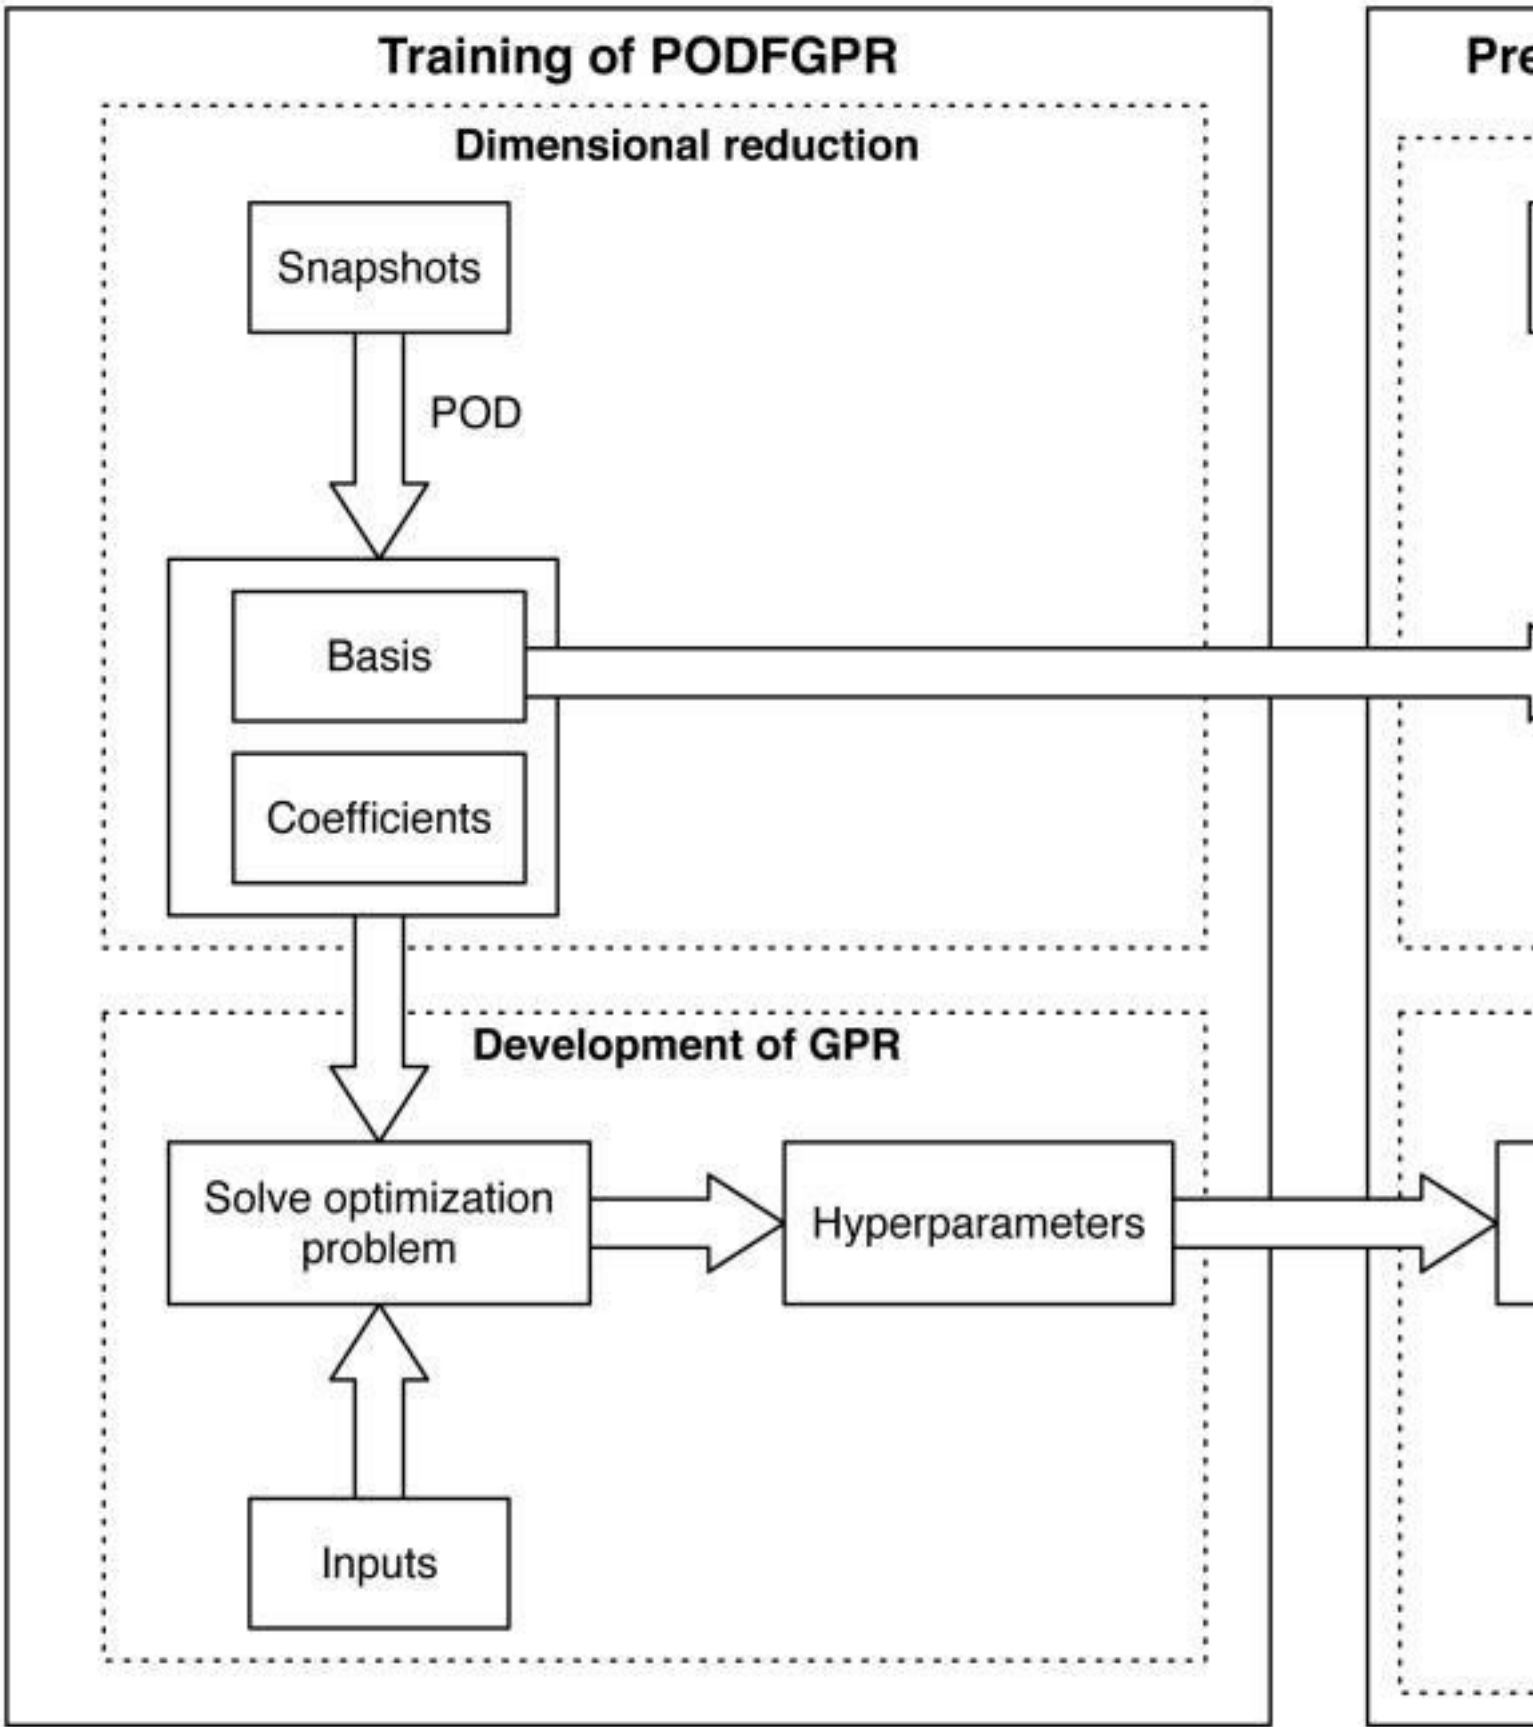 Training of PODFGPR
Dimensional reduction
Snapshots
POD
Basis
Coefficients
Development of GPR
Solve optimization
problem
Hyperparameters
Inputs